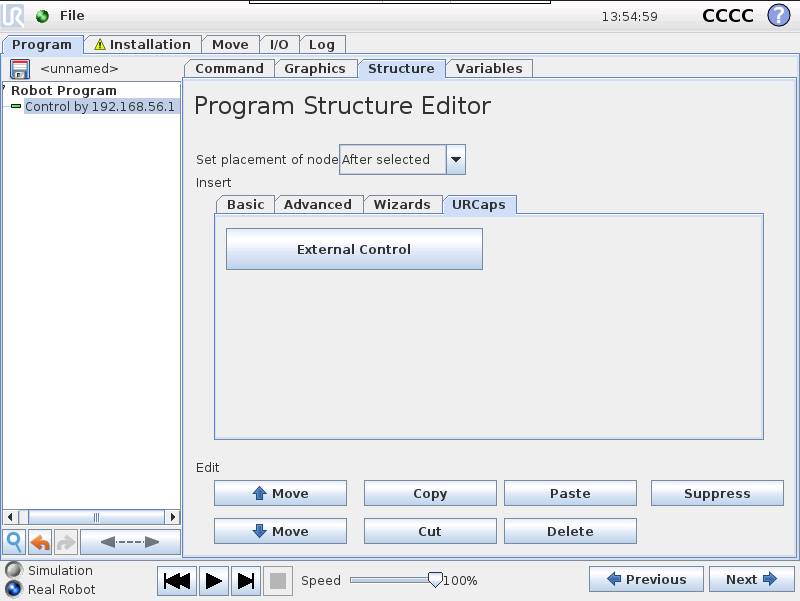 UR File 13:54:59 CCCC ?
Program Installation Move I/O Log
<unnamed> Command Graphics Structure Variables
Robot Program
Control by 192.168.56.1
Program Structure Editor
Set placement of node After selected
Insert
Basic Advanced Wizards URCaps
External Control
Edit
Move Copy Paste Suppress
Move Cut Delete
Simulation
Real Robot
Speed 100% Previous Next